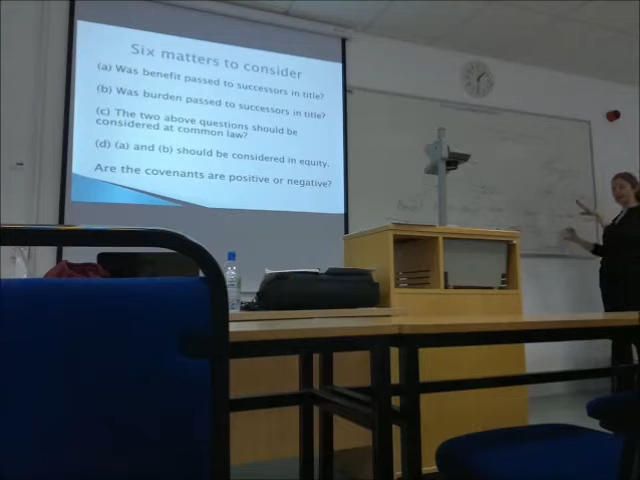 Six matters to consider
(a) Was benefit passed to successors in title?
(b) Was burden passed to successors in title?
(c) The two above questions should be
considered at common law?
(d) (a) and (b) should be considered in equity.
Are the covenants are positive or negative?